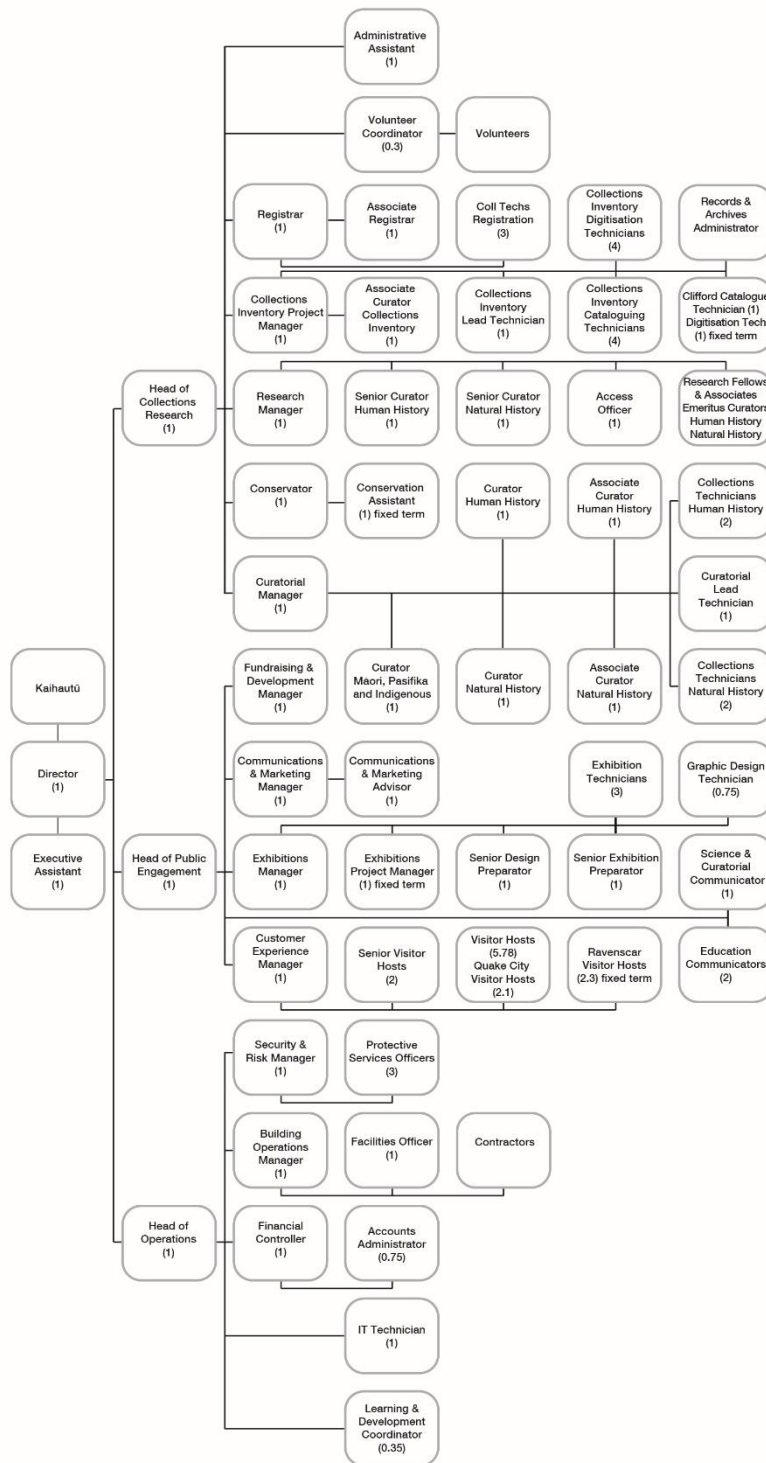 Administrative
Assistant
(1)
Volunteer
Coordinator
(0.3)
Volunteers
Registrar
(1)
Associate
Registrar
(1)
Coll Techs
Registration
(3)
Collections
Inventory
Digitisation
Technicians
(4)
Records &
Archives
Administrator
Collections
Inventory Project
Manager
(1)
Associate
Curator
Collections
Inventory
(1)
Collections
Inventory
Lead Technician
(1)
Collections
Inventory
Cataloguing
Technicians
(4)
Clifford Catalogue
Technician (1)
Digitisation Tech
(1) fixed term
Head of
Collections
Research
(1)
Research
Manager
(1)
Senior Curator
Human History
(1)
Senior Curator
Natural History
(1)
Access
Officer
(1)
Research Fellows
& Associates
Emeritus Curators
Human History
Natural History
Conservator
(1)
Conservation
Assistant
(1) fixed term
Curator
Human History
(1)
Associate
Curator
Human History
(1)
Collections
Technicians
Human History
(2)
Curatorial
Manager
(1)
Curatorial
Lead
Technician
(1)
Kaihautū
Fundraising &
Development
Manager
(1)
Curator
Māori, Pasifika
and Indigenous
(1)
Curator
Natural History
(1)
Associate
Curator
Natural History
(1)
Collections
Technicians
Natural History
(2)
Director
(1)
Communications
& Marketing
Manager
(1)
Communications
& Marketing
Advisor
(1)
Exhibition
Technicians
(3)
Graphic Design
Technician
(0.75)
Executive
Assistant
(1)
Head of Public
Engagement
(1)
Exhibitions
Manager
(1)
Exhibitions
Project Manager
(1) fixed term
Senior Design
Preparator
(1)
Senior Exhibition
Preparator
(1)
Science &
Curatorial
Communicator
(1)
Customer
Experience
Manager
(1)
Senior Visitor
Hosts
(2)
Visitor Hosts
(5.78)
Quake City
Visitor Hosts
(2.1)
Ravenscar
Visitor Hosts
(2.3) fixed term
Education
Communicators
(2)
Security &
Risk Manager
(1)
Protective
Services Officers
(3)
Building
Operations
Manager
(1)
Facilities Officer
(1)
Contractors
Head of
Operations
(1)
Financial
Controller
(1)
Accounts
Administrator
(0.75)
IT Technician
(1)
Learning &
Development
Coordinator
(0.35)